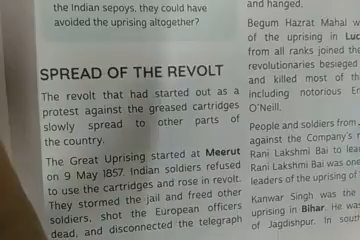 the Indian sepoys, they could have
avoided the uprising altogether?
SPREAD OF THE REVOLT
The revolt that had started out as a
protest against the greased cartridges
slowly spread to other parts of
the country.
The Great Uprising started at Meerut
on 9 May 1857. Indian soldiers refused
to use the cartridges and rose in revolt.
They stormed the jail and freed other
soldiers, shot the European officers
dead, and disconnected the telegraph
and hanged.
Begum Hazrat Mahal
of the uprising in
from all ranks joined the
revolutionaries besieged
and killed most of th
including notorious
O'Neill.
People and soldiers from
against the Company's
Rani Lakshmi Bai to
Rani Lakshmi Bai was one
leaders of the uprising of
Kanwar Singh was the
uprising in Bihar. He was
of Jagdishpur. In